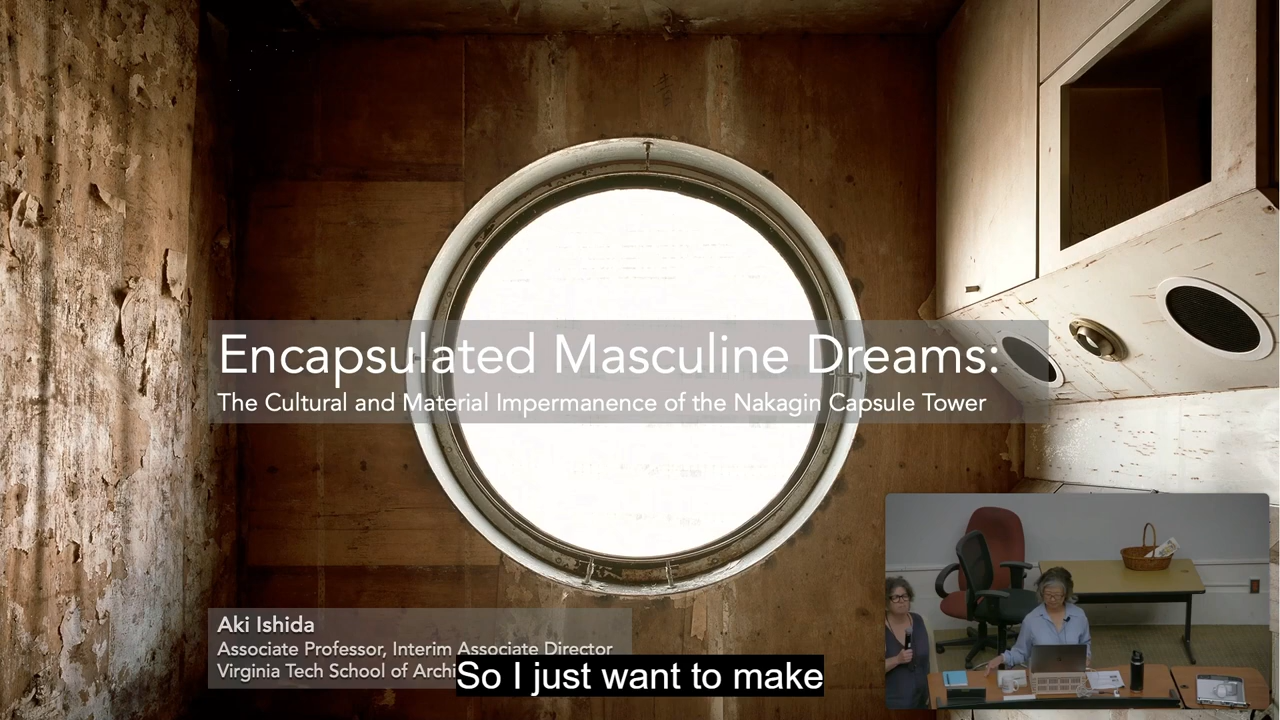 Encapsulated Masculine Dreams:
The Cultural and Material Impermanence of the Nakagin Capsule Tower
Aki Ishida
Associate Professor, Interim Associate Director
Virginia Tech School of
So I just want to make